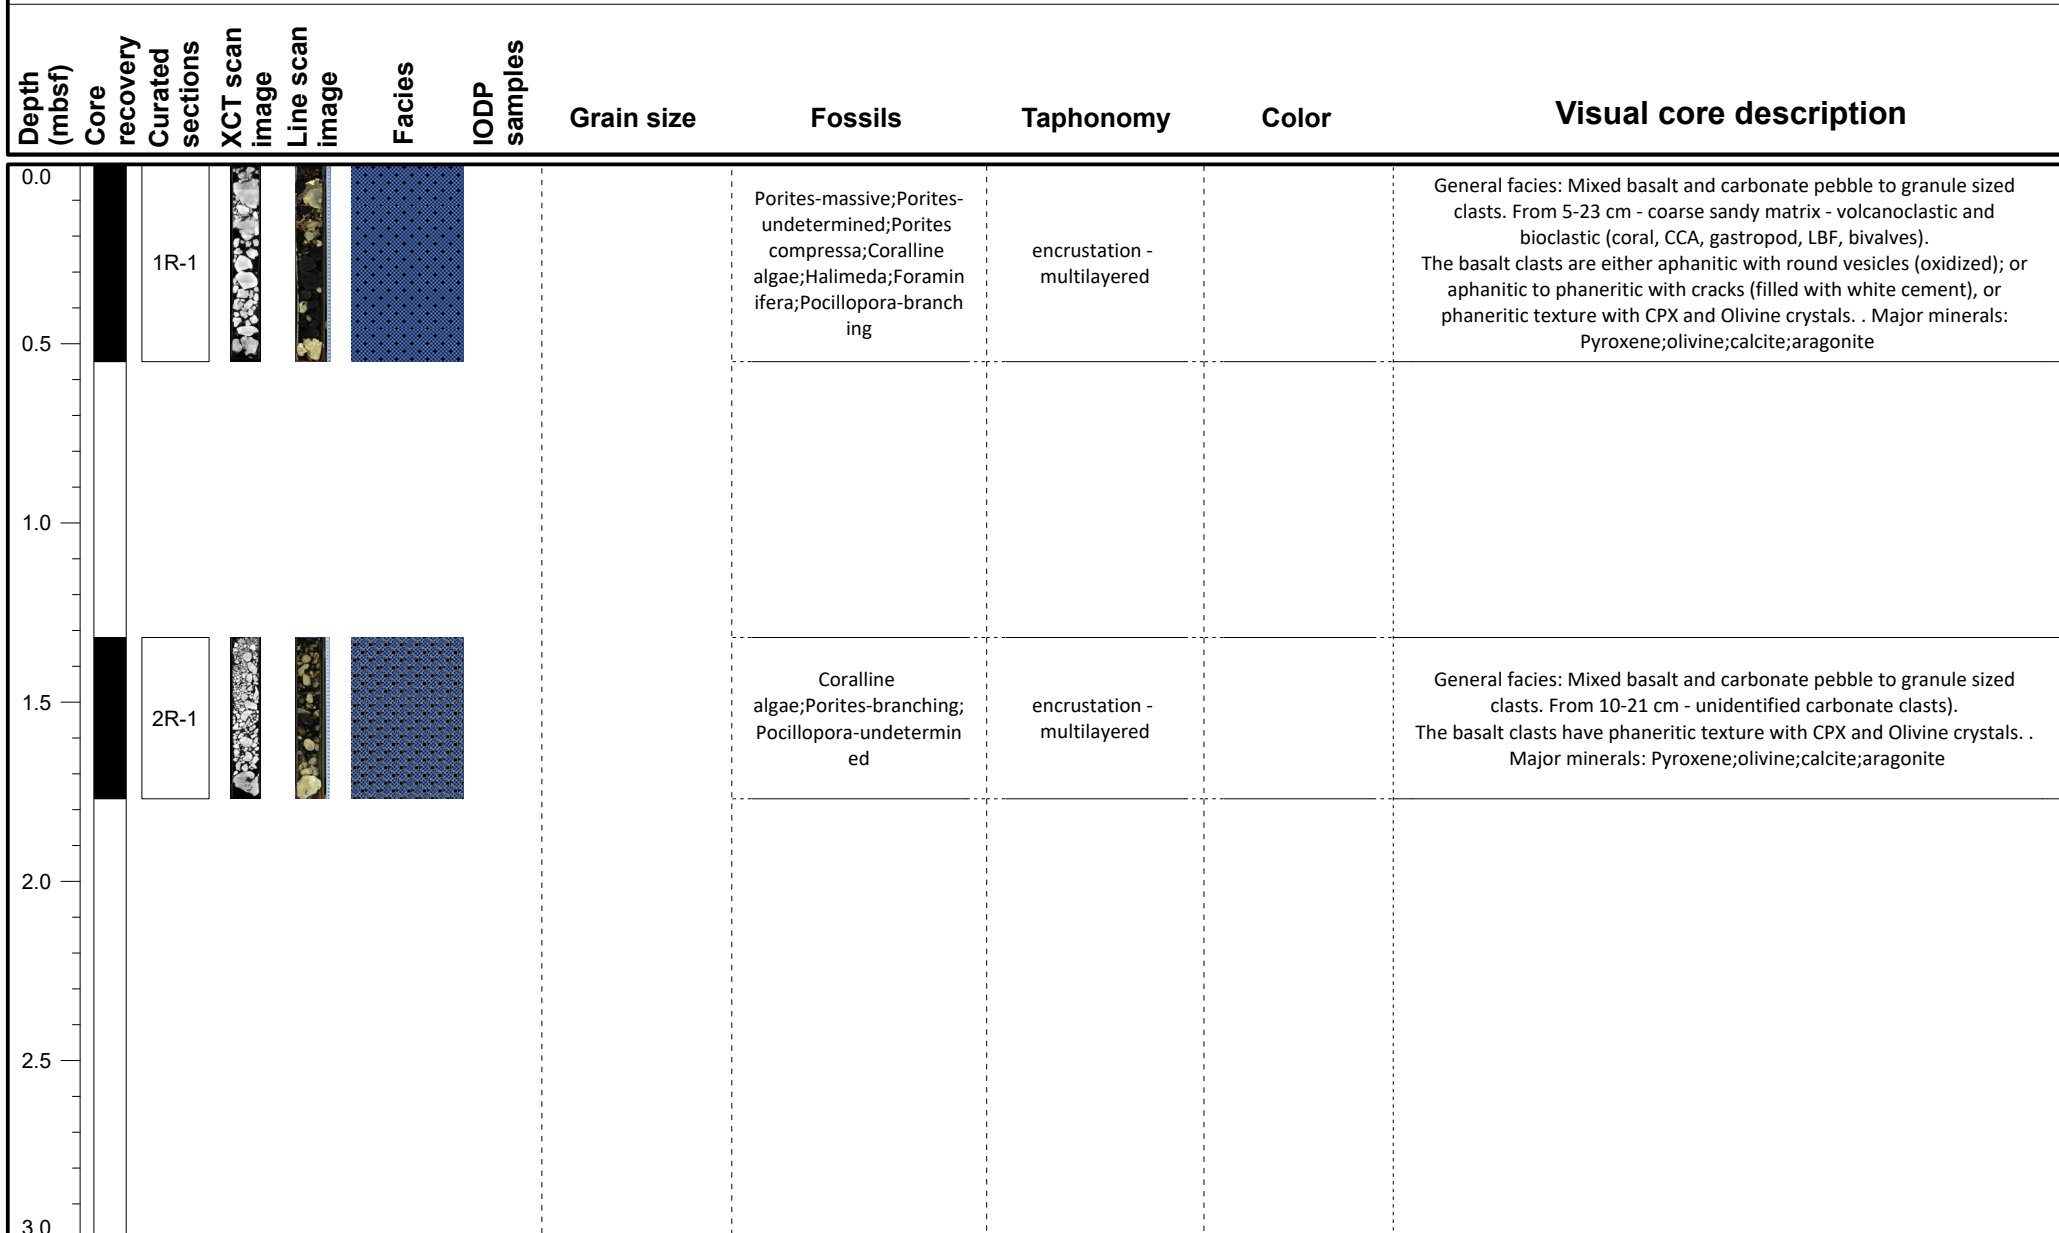 Depth
(mbsf)
Core
recovery
Curated
sections
XCT scan
image
Line scan
image
Facies
IODP
samples
Grain size
Fossils
Taphonomy
Color
Visual core description
0.0
0.5
1.0
1.5
2.0
2.5
3.0
1R-1
Porites-massive;Porites-
undetermined;Porites
compressa;Coralline
algae;Halimeda;Foramin
ifera;Pocillopora-branch
ing
encrustation -
multilayered
General facies: Mixed basalt and carbonate pebble to granule sized
clasts. From 5-23 cm - coarse sandy matrix - volcanoclastic and
bioclastic (coral, CCA, gastropod, LBF, bivalves).
The basalt clasts are either aphanitic with round vesicles (oxidized); or
aphanitic to phaneritic with cracks (filled with white cement), or
phaneritic texture with CPX and Olivine crystals. . Major minerals:
Pyroxene;olivine;calcite;aragonite
2R-1
Coralline
algae;Porites-branching;
Pocillopora-undetermin
ed
encrustation -
multilayered
General facies: Mixed basalt and carbonate pebble to granule sized
clasts. From 10-21 cm - unidentified carbonate clasts).
The basalt clasts have phaneritic texture with CPX and Olivine crystals. .
Major minerals: Pyroxene;olivine;calcite;aragonite